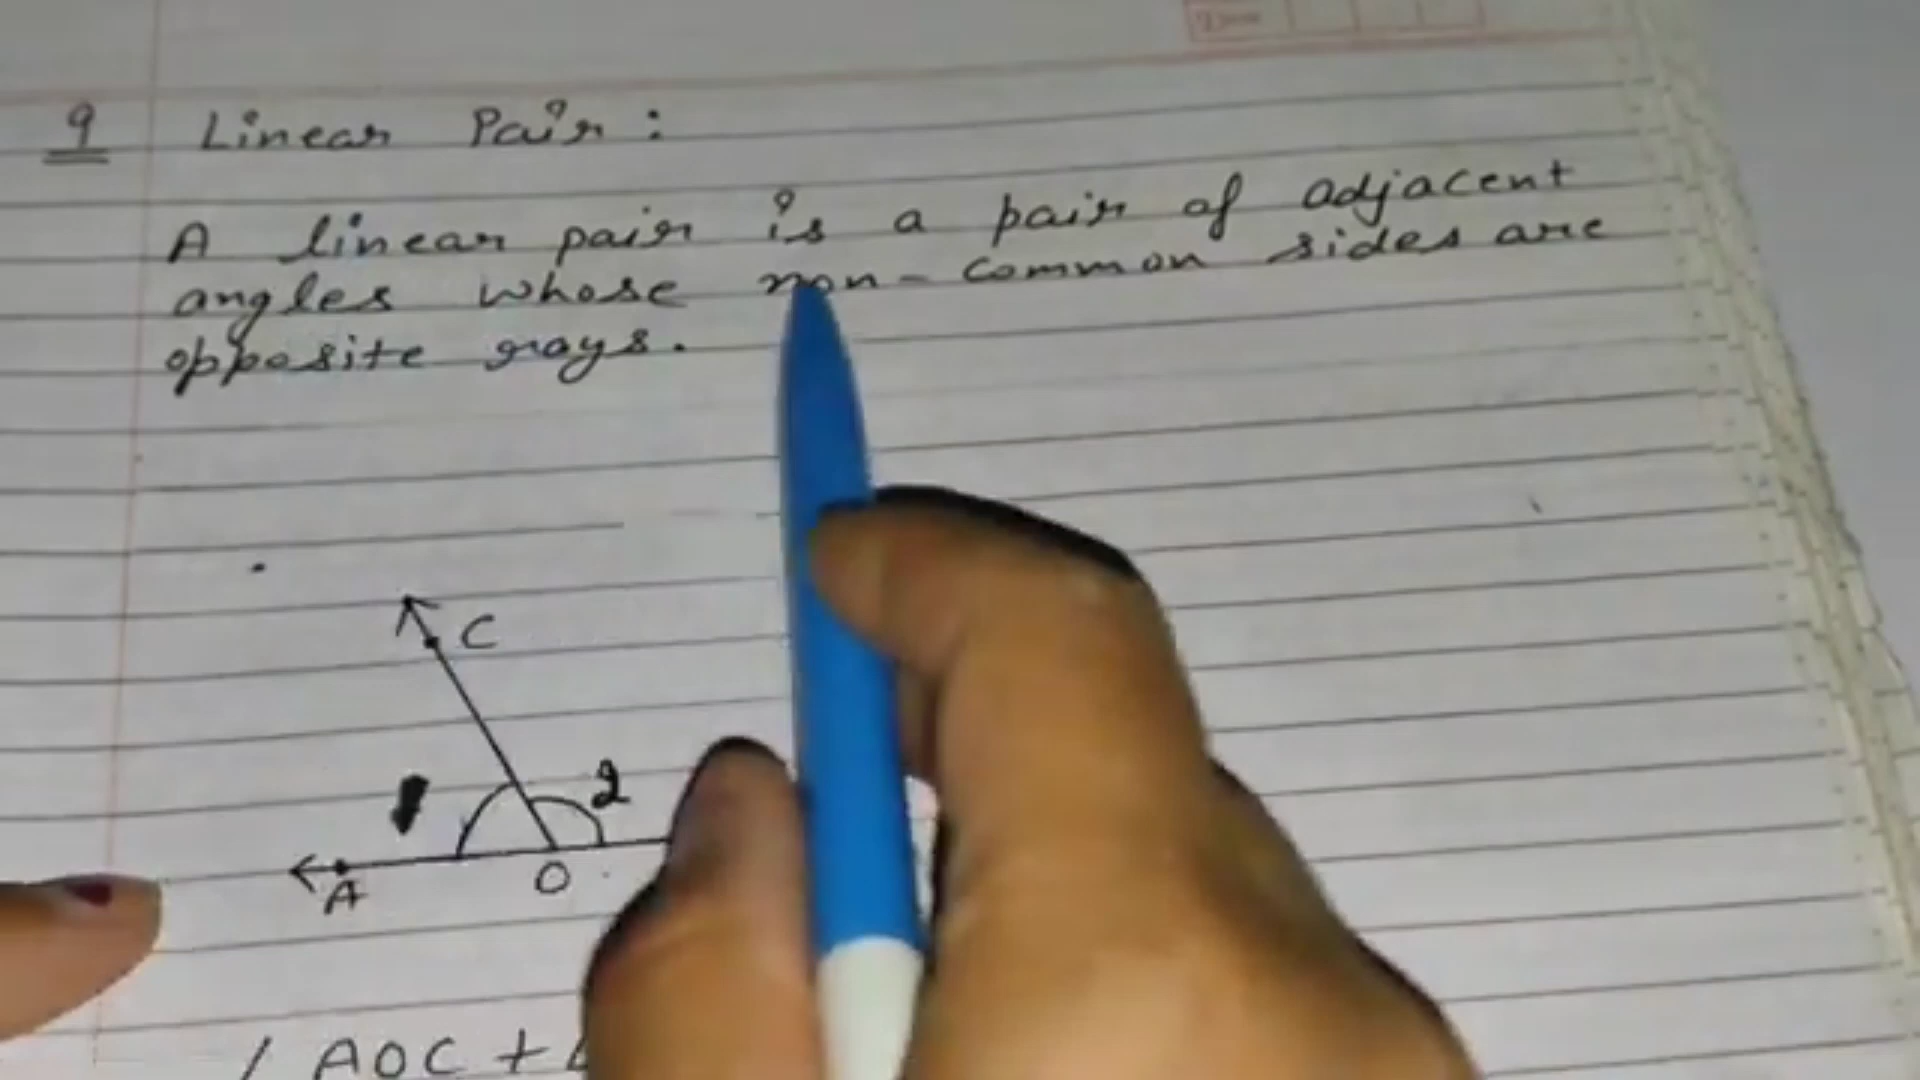 9 Linear Pair :
A linear pair is a pair of adjacent
angles whose non-common sides are
opposite rays.
C
2
A O
∠AOC + ∠